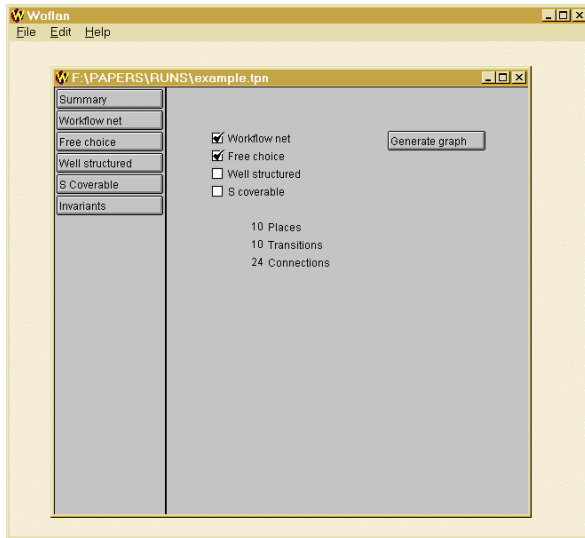 Woflan
File Edit Help
F:\PAPERS\RUNS\example.tpn
Summary
Workflow net
Free choice
Well structured
S Coverable
Invariants
Workflow net
Generate graph
Free choice
Well structured
S coverable
10 Places
10 Transitions
24 Connections